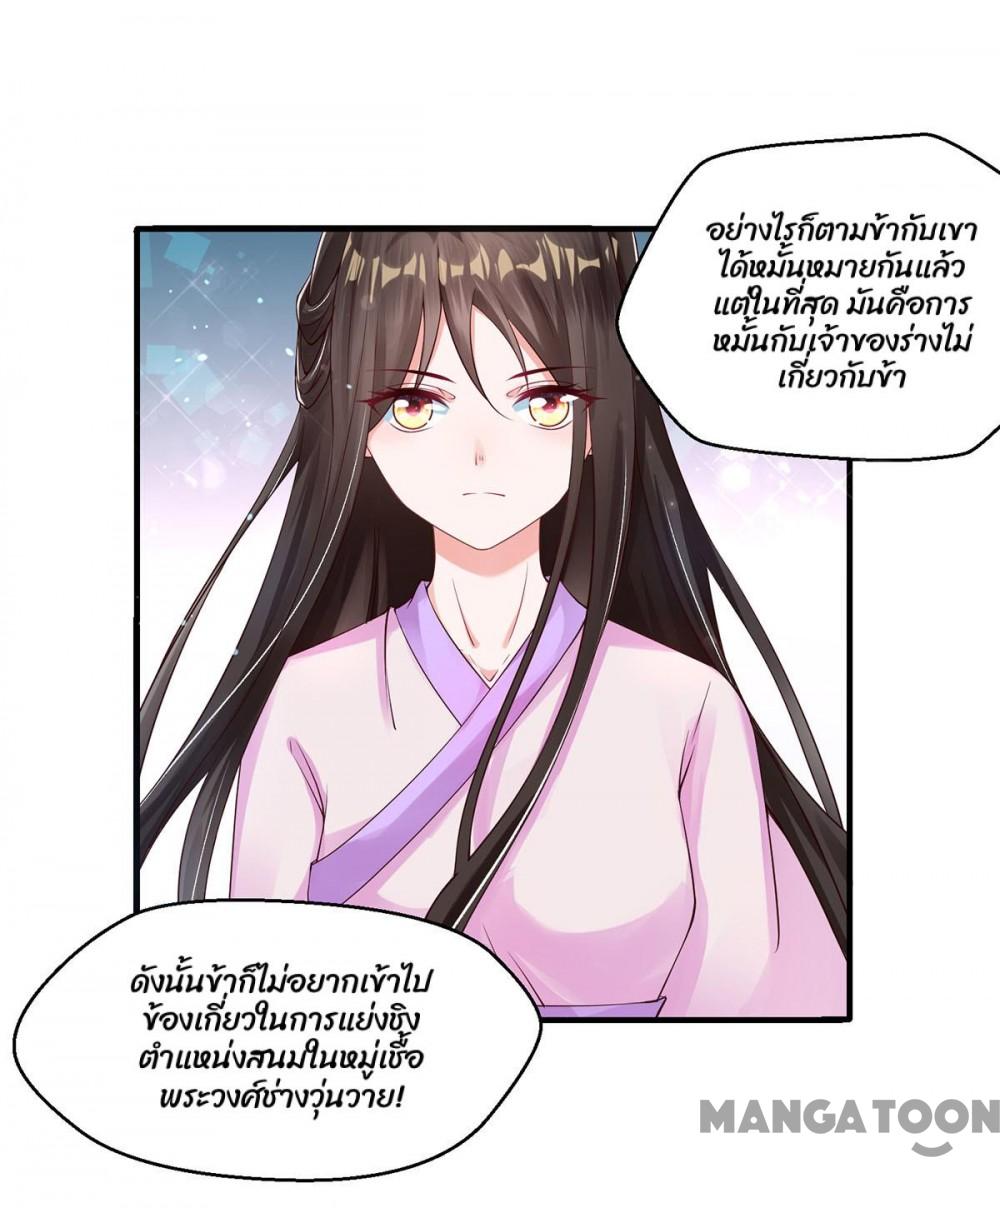 อย่างไรก็ตามข้ากับเขา
ได้หมั้นหมายกันแล้ว
แต่ในที่สุด มันคือการ
หมั้นกับเจ้าของร่างไม่
เกี่ยวกับข้า
ดังนั้นข้าก็ไม่อยากเข้าไป
ข้องเกี่ยวในการแย่งชิง
ตำแหน่งสนมในหมู่เชื้อ
พระวงศ์ช่างวุ่นวาย!
MANGATOON